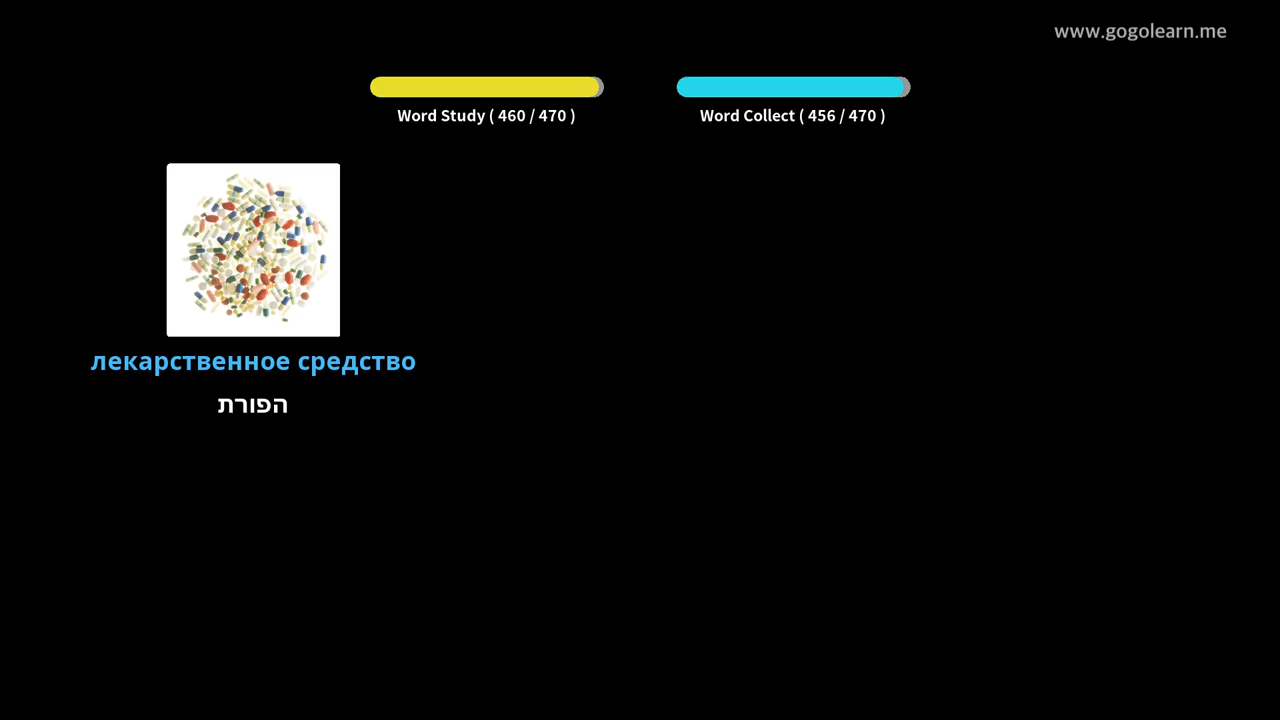 www.gogolearn.me
Word Study ( 460 / 470 )
Word Collect ( 456 / 470 )
лекарственное средство
הפורת